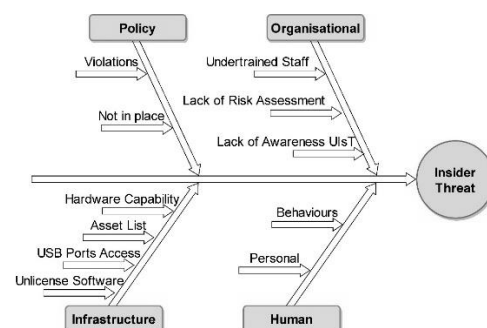 Policy
Organisational
Violations
Undertrained Staff
Not in place
Lack of Risk Assessment
Lack of Awareness UIsT
Insider
Threat
Hardware Capability
Behaviours
Asset List
USB Ports Access
Personal
Unlicense Software
Infrastructure
Human